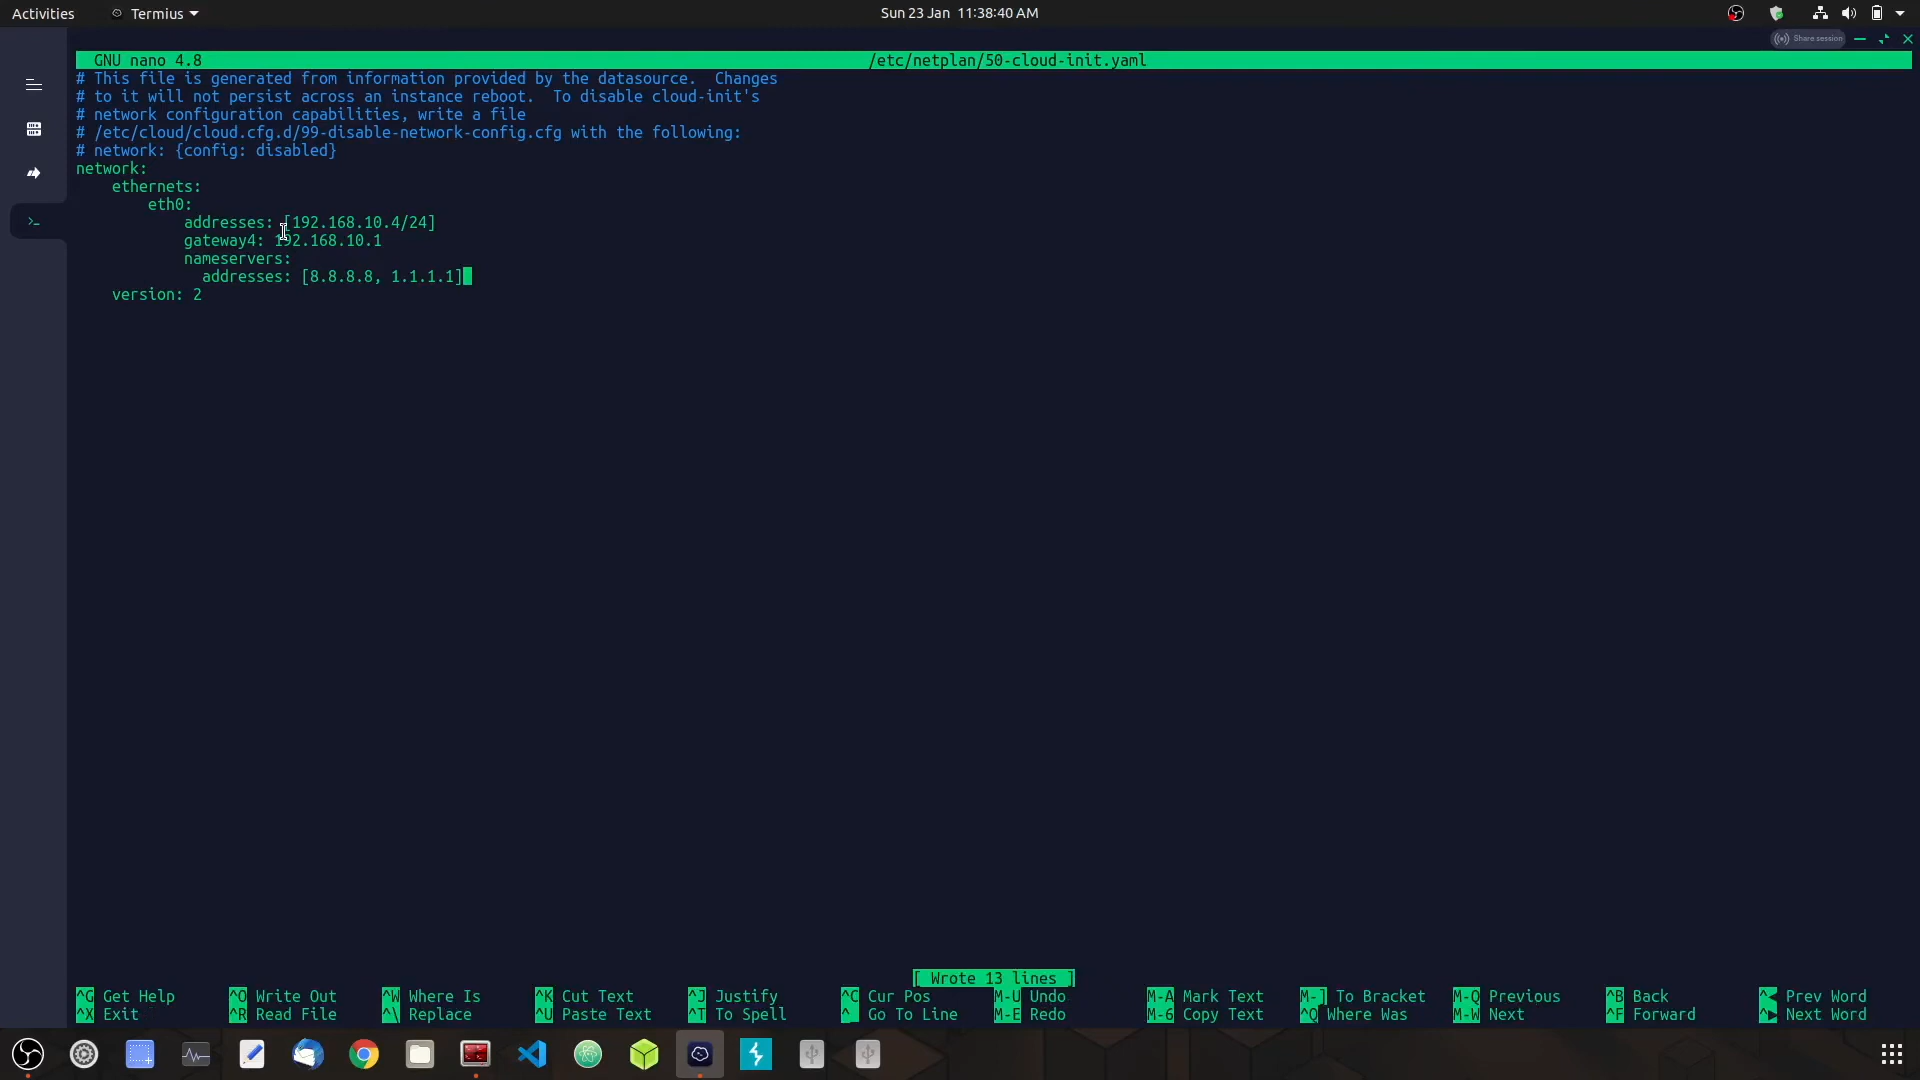 Activities Termius Sun 23 Jan 11:38:40 AM
Share session
GNU nano 4.8 /etc/netplan/50-cloud-init.yaml
# This file is generated from information provided by the datasource.  Changes
# to it will not persist across an instance reboot.  To disable cloud-init's
# network configuration capabilities, write a file
# /etc/cloud/cloud.cfg.d/99-disable-network-config.cfg with the following:
# network: {config: disabled}
network:
    ethernets:
        eth0:
            addresses: [192.168.10.4/24]
            gateway4: 192.168.10.1
            nameservers:
              addresses: [8.8.8.8, 1.1.1.1]
    version: 2
[ Wrote 13 lines ]
^G Get Help ^O Write Out ^W Where Is ^K Cut Text ^J Justify ^C Cur Pos M-U Undo M-A Mark Text M-] To Bracket M-Q Previous ^B Back ^◀ Prev Word
^X Exit ^R Read File ^\ Replace ^U Paste Text ^T To Spell ^_ Go To Line M-E Redo M-6 Copy Text ^Q Where Was M-W Next ^F Forward ^▶ Next Word